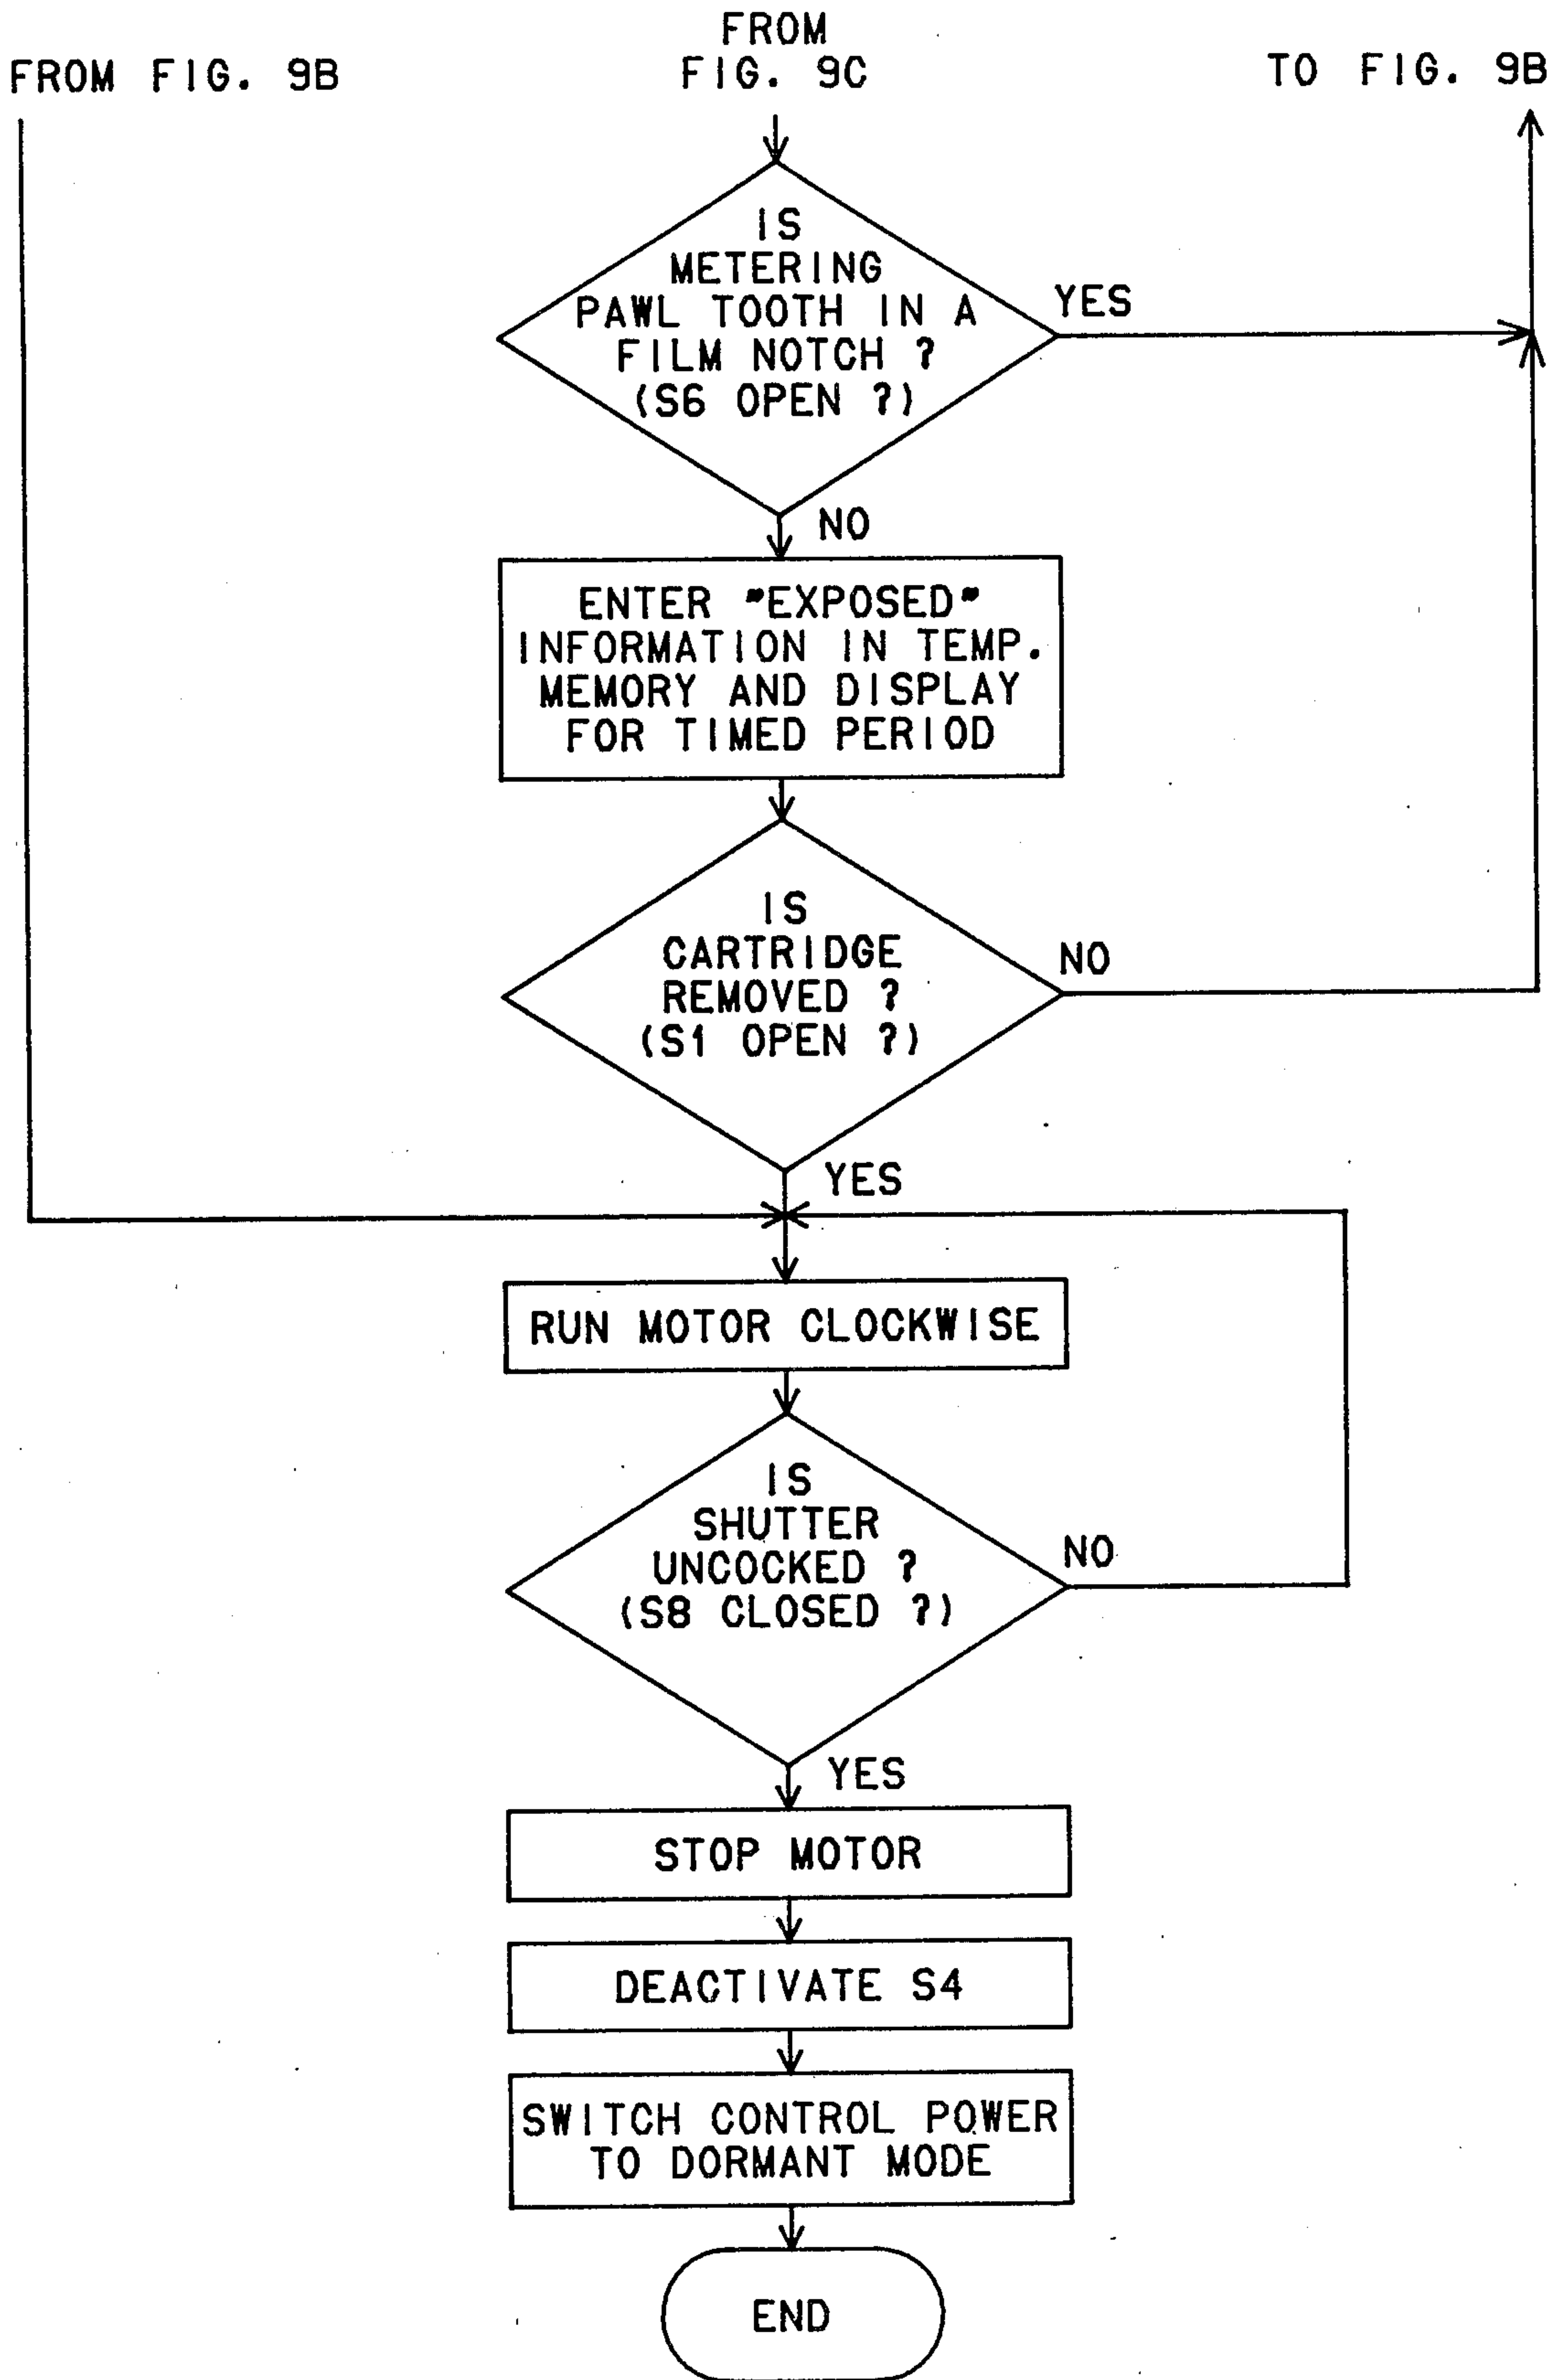 FROM FIG. 9B
FROM
FIG. 9C
TO FIG. 9B
IS
METERING
PAWL TOOTH IN A
FILM NOTCH ?
(S6 OPEN ?)
YES
NO
ENTER "EXPOSED"
INFORMATION IN TEMP.
MEMORY AND DISPLAY
FOR TIMED PERIOD
IS
CARTRIDGE
REMOVED ?
(S1 OPEN ?)
NO
YES
RUN MOTOR CLOCKWISE
IS
SHUTTER
UNCOCKED ?
(S8 CLOSED ?)
NO
YES
STOP MOTOR
DEACTIVATE S4
SWITCH CONTROL POWER
TO DORMANT MODE
END